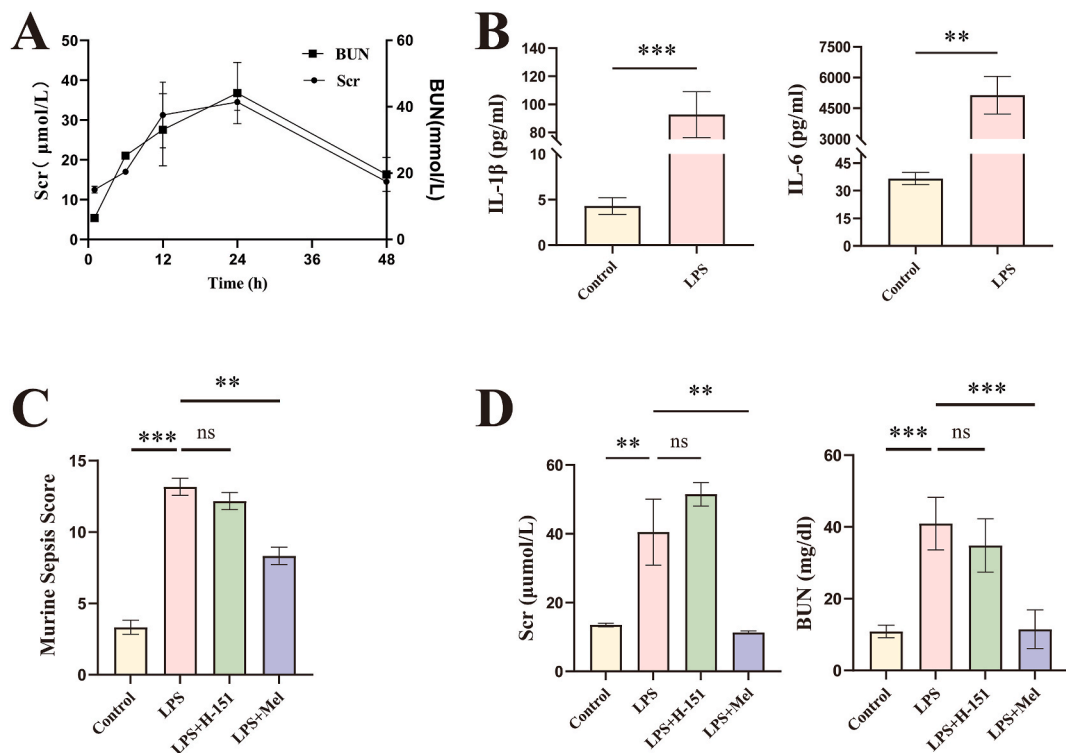 A
BUN
Scr
Scr( μmol/L)
50
40
30
20
10
0
60
40
20
0
BUN(mmol/L)
0
12
24
36
48
Time (h)
B
***
IL-1β (pg/ml)
140
120
100
80
10
5
0
Control
LPS
**
IL-6 (pg/ml)
7500
6000
4500
3000
45
30
15
0
Control
LPS
C
**
***
ns
Murine Sepsis Score
15
10
5
0
Control
LPS
LPS+H-151
LPS+Mel
D
**
**
ns
Scr (μumol/L)
60
40
20
0
Control
LPS
LPS+H-151
LPS+Mel
***
***
ns
BUN (mg/dl)
60
40
20
0
Control
LPS
LPS+H-151
LPS+Mel